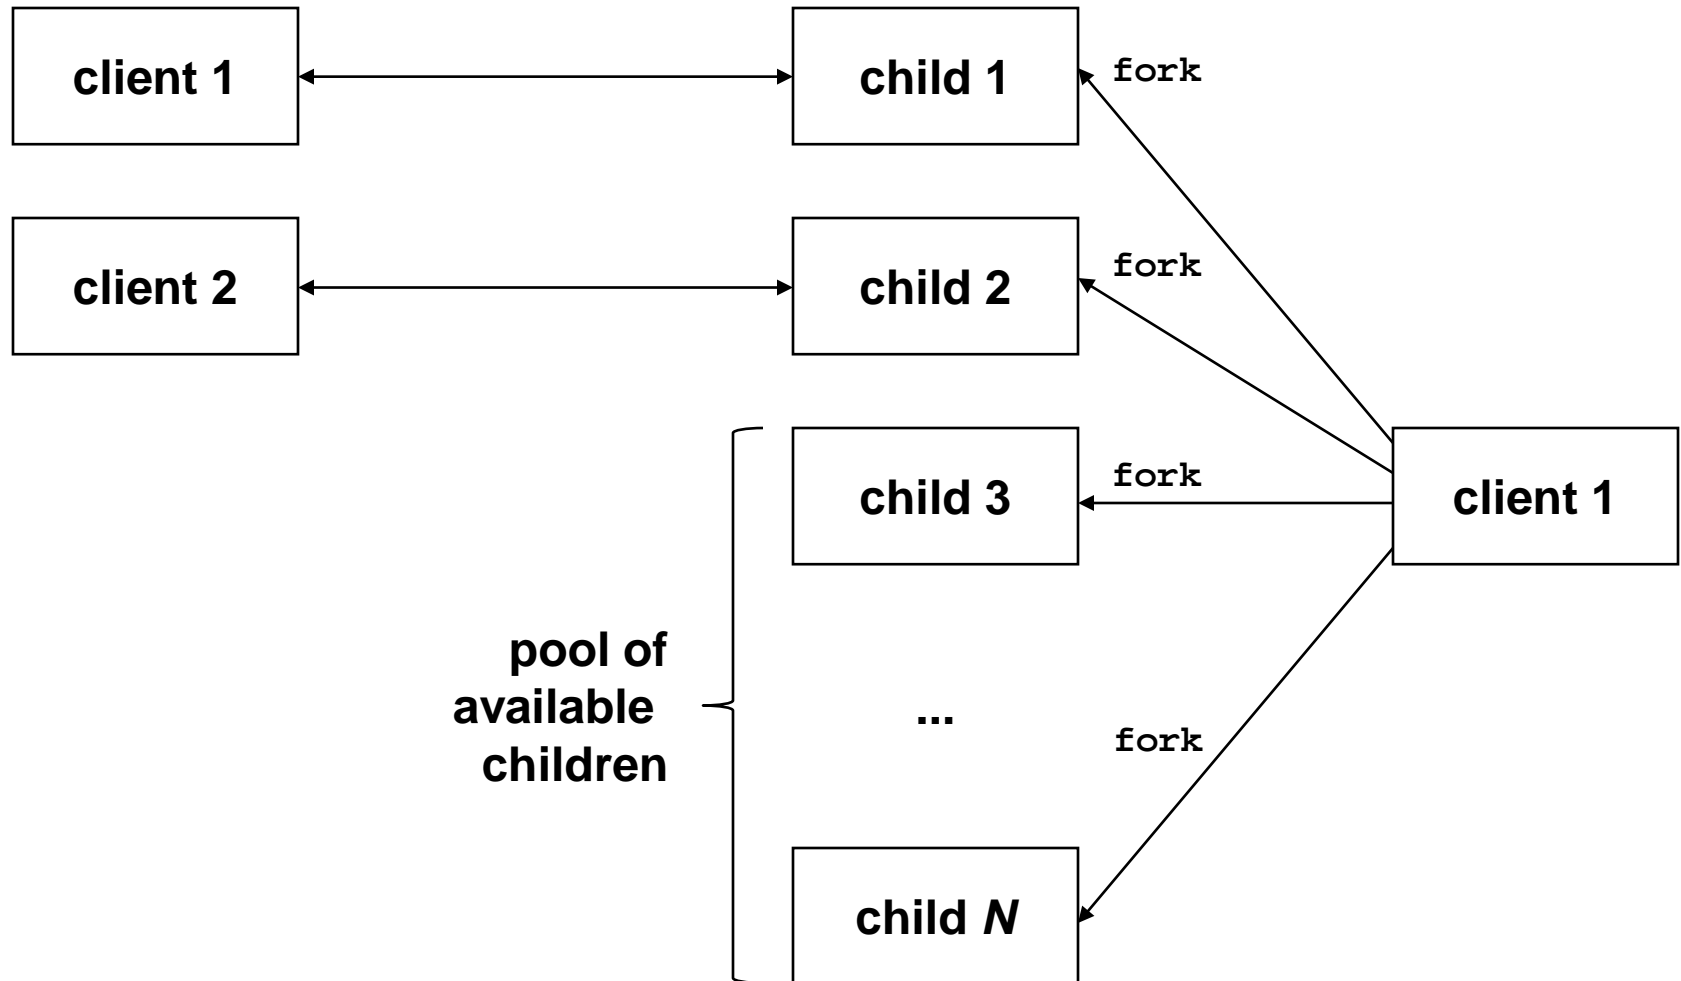 client 1
child 1
fork
client 2
child 2
fork
child 3
fork
client 1
pool of
available
children
...
fork
child N